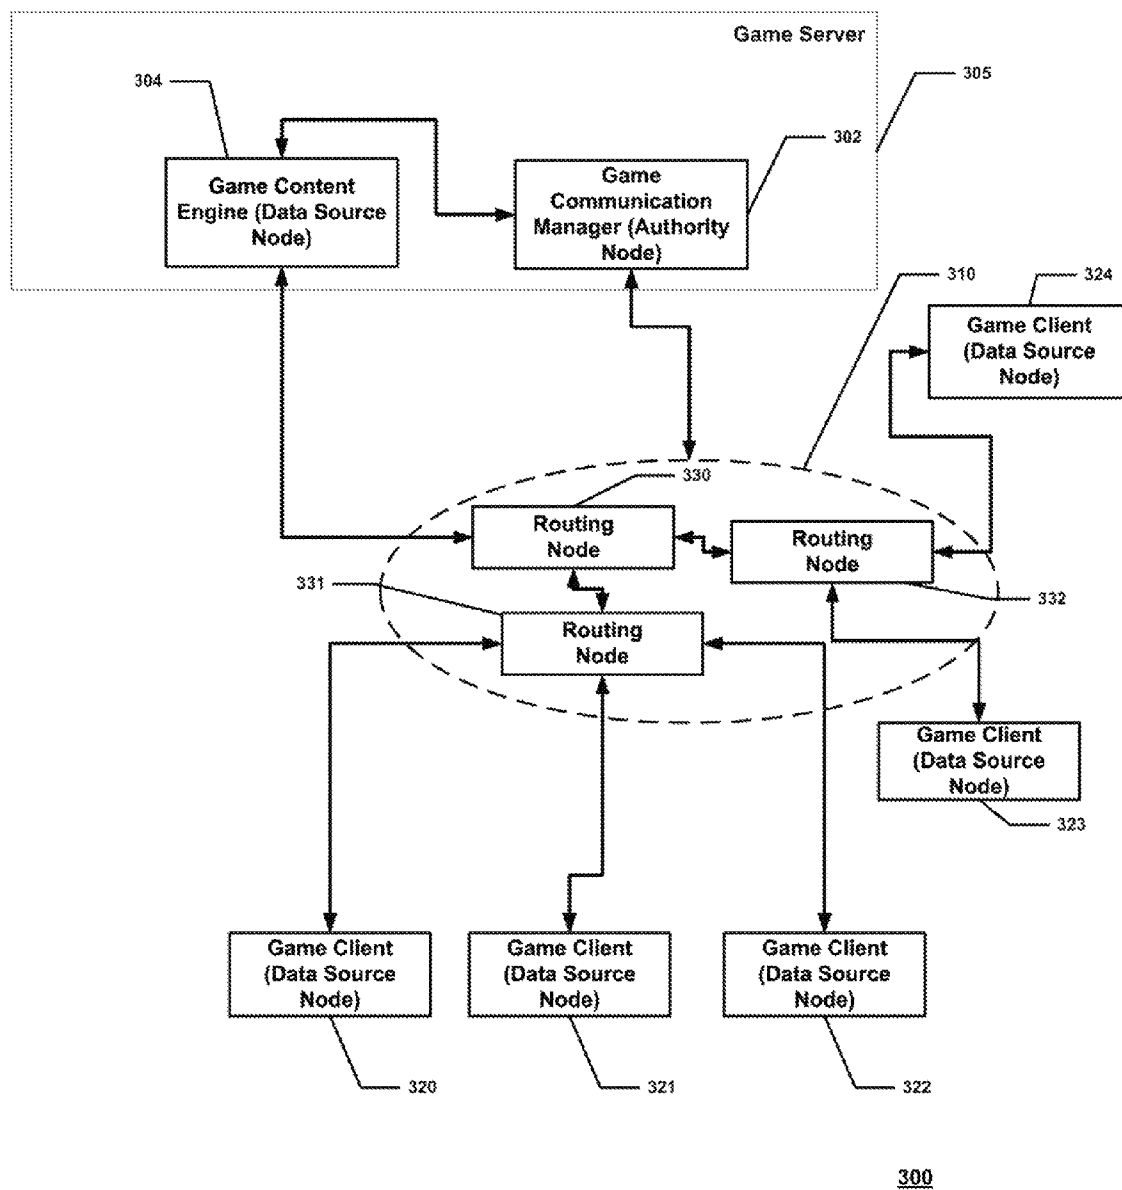 Game Server
304
305
302
Game Content
Engine (Data Source
Node)
Game
Communication
Manager (Authority
Node)
310
324
Game Client
(Data Source
Node)
330
Routing
Node
Routing
Node
331
332
Routing
Node
Game Client
(Data Source
Node)
323
Game Client
(Data Source
Node)
Game Client
(Data Source
Node)
Game Client
(Data Source
Node)
320
321
322
300